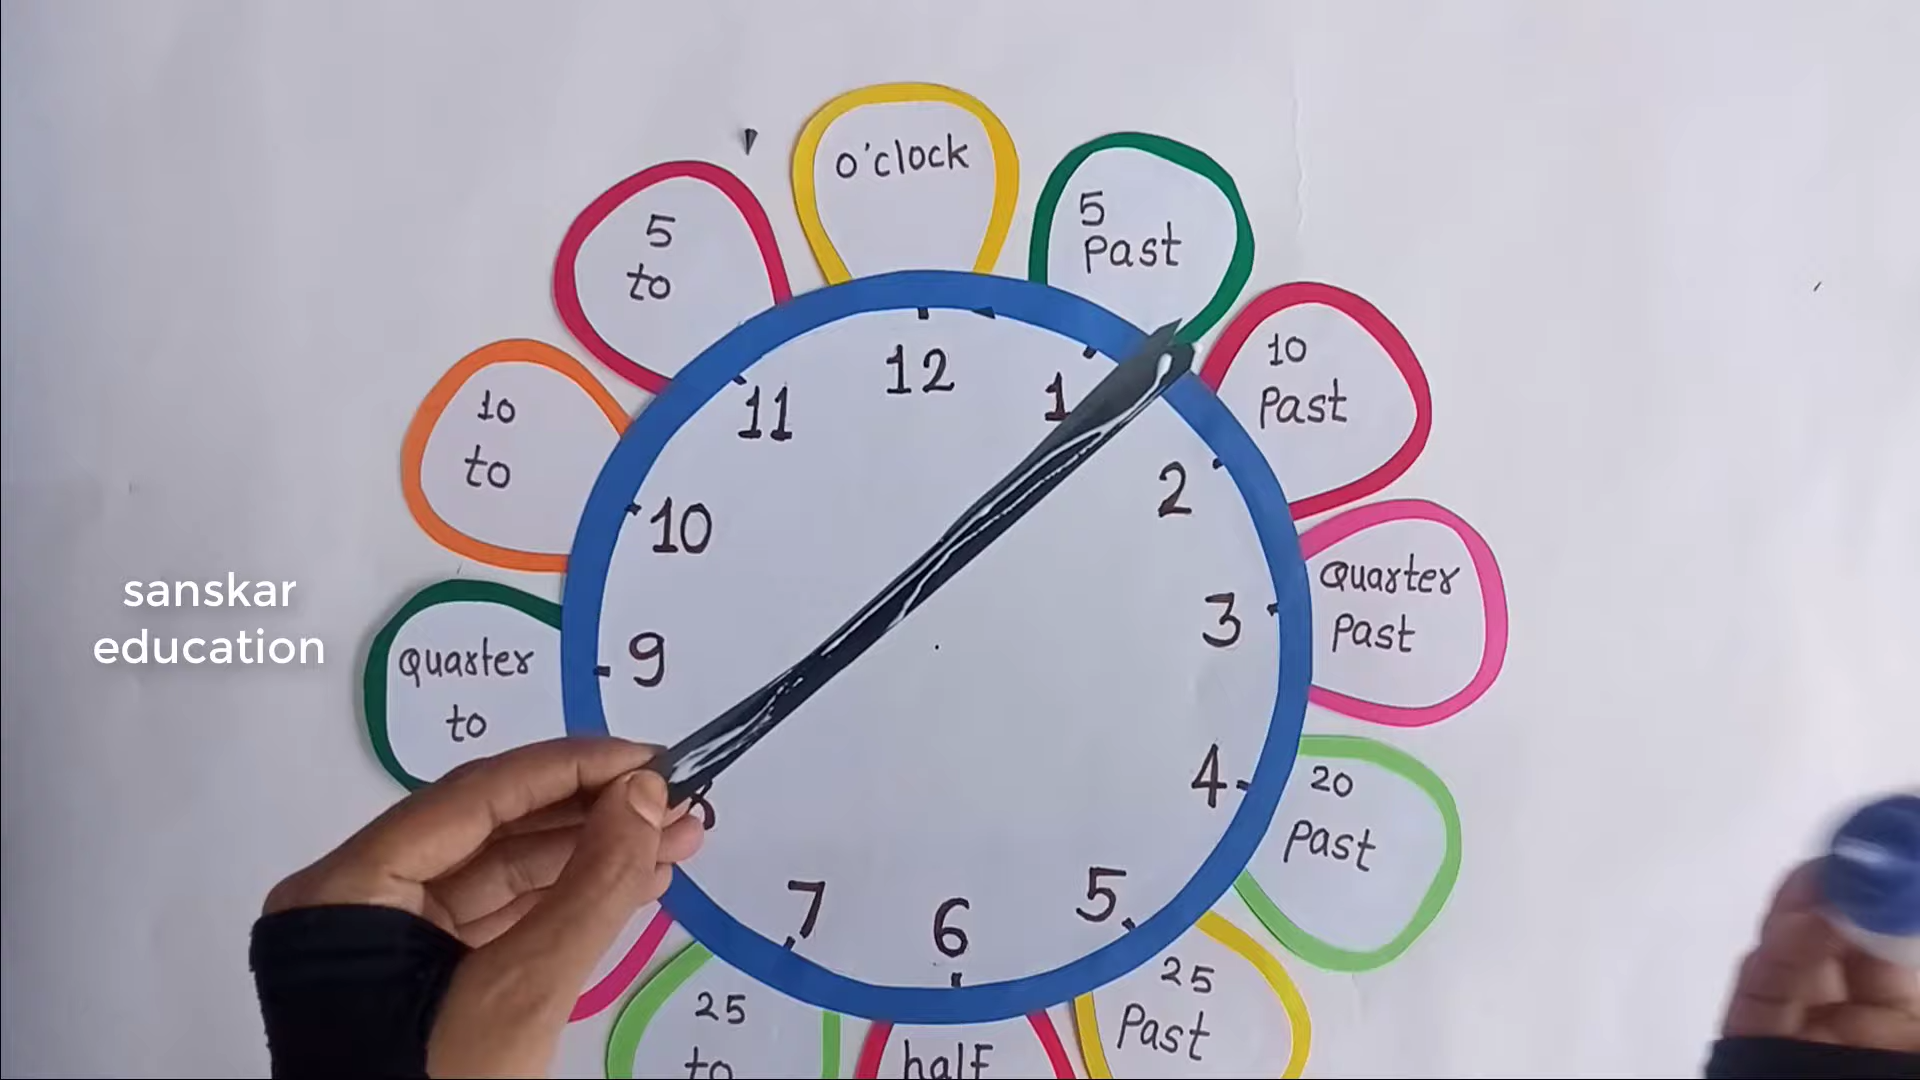 o'clock
5
Past
5
to
10
Past
10
to
12
11
1
2
10
quarter
Past
3
sanskar
education
quarter
to
9
4
20
Past
8
7
6
5
25
Past
25
to
half